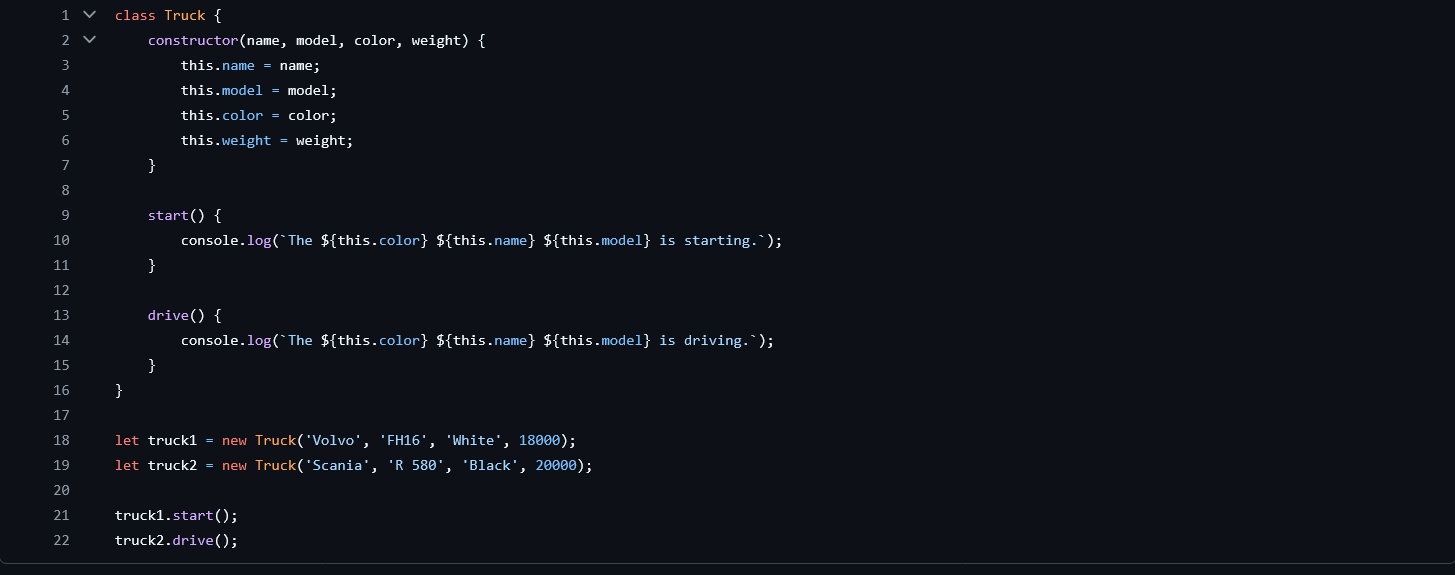 1 class Truck {
2     constructor(name, model, color, weight) {
3         this.name = name;
4         this.model = model;
5         this.color = color;
6         this.weight = weight;
7     }
8
9     start() {
10         console.log(`The ${this.color} ${this.name} ${this.model} is starting.`);
11     }
12
13     drive() {
14         console.log(`The ${this.color} ${this.name} ${this.model} is driving.`);
15     }
16 }
17
18 let truck1 = new Truck('Volvo', 'FH16', 'White', 18000);
19 let truck2 = new Truck('Scania', 'R 580', 'Black', 20000);
20
21 truck1.start();
22 truck2.drive();